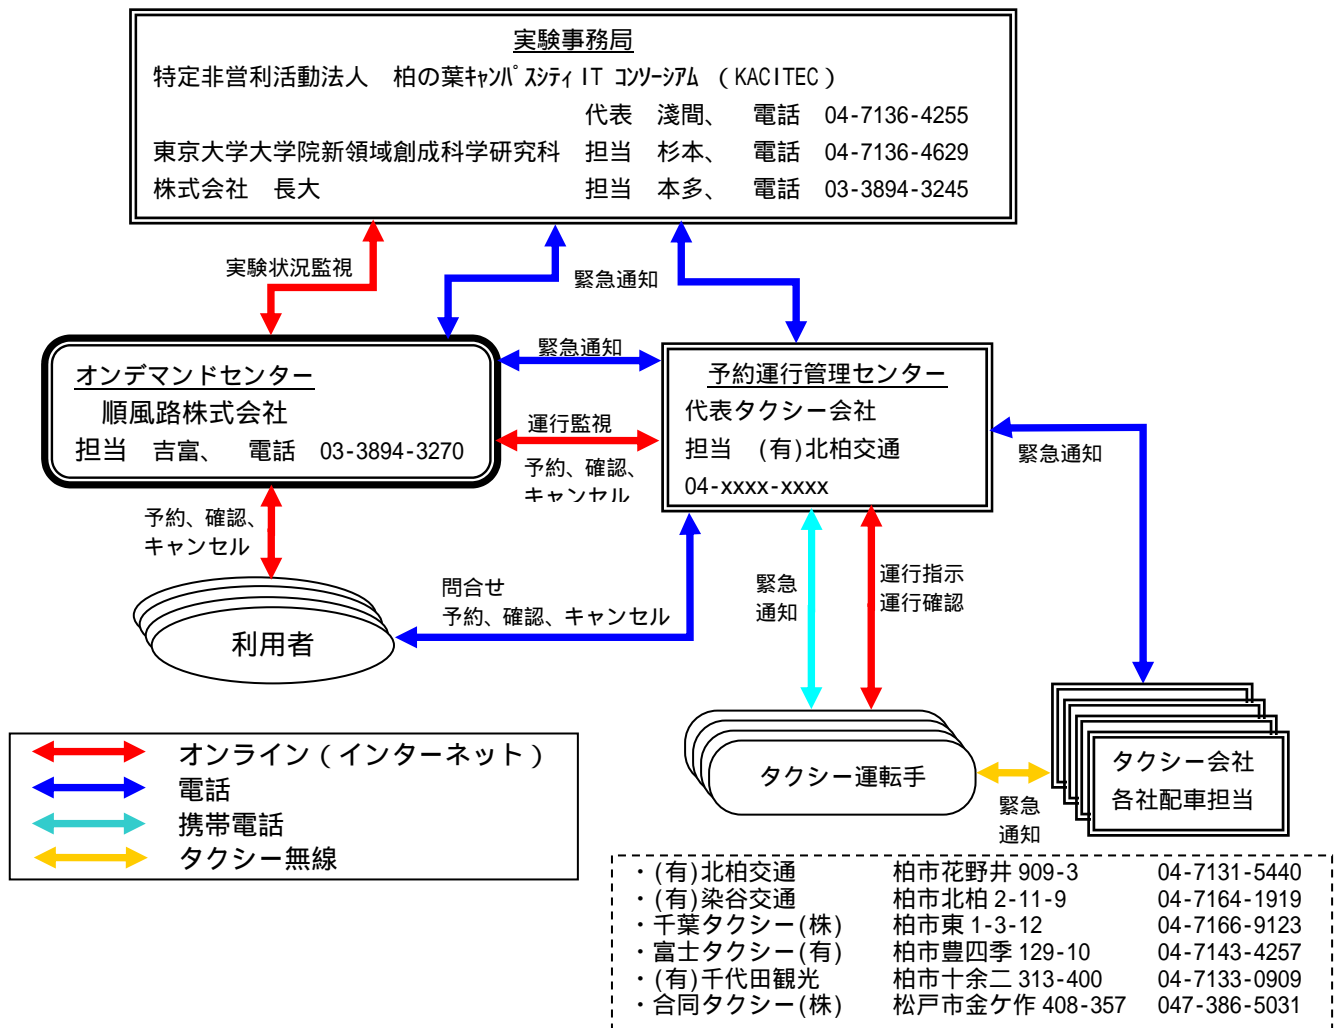 実験事務局
特定非営利活動法人　柏の葉キャンパスシティ IT コンソーシアム （KACITEC）
代表　淺間、　電話　04-7136-4255
東京大学大学院新領域創成科学研究科　担当　杉本、　電話　04-7136-4629
株式会社　長大　担当　本多、　電話　03-3894-3245
実験状況監視
緊急通知
緊急通知
オンデマンドセンター
順風路株式会社
担当　吉富、　電話　03-3894-3270
運行監視
予約、確認、
キャンセル
予約運行管理センター
代表タクシー会社
担当　(有)北柏交通
04-xxxx-xxxx
緊急通知
予約、確認、
キャンセル
利用者
問合せ
予約、確認、キャンセル
緊急
通知
運行指示
運行確認
タクシー運転手
緊急
通知
タクシー会社
各社配車担当
オンライン（インターネット）
電話
携帯電話
タクシー無線
・(有)北柏交通　柏市花野井 909-3　04-7131-5440
・(有)染谷交通　柏市北柏 2-11-9　04-7164-1919
・千葉タクシー(株)　柏市東 1-3-12　04-7166-9123
・富士タクシー(有)　柏市豊四季 129-10　04-7143-4257
・(有)千代田観光　柏市十余二 313-400　04-7133-0909
・合同タクシー(株)　松戸市金ケ作 408-357　047-386-5031